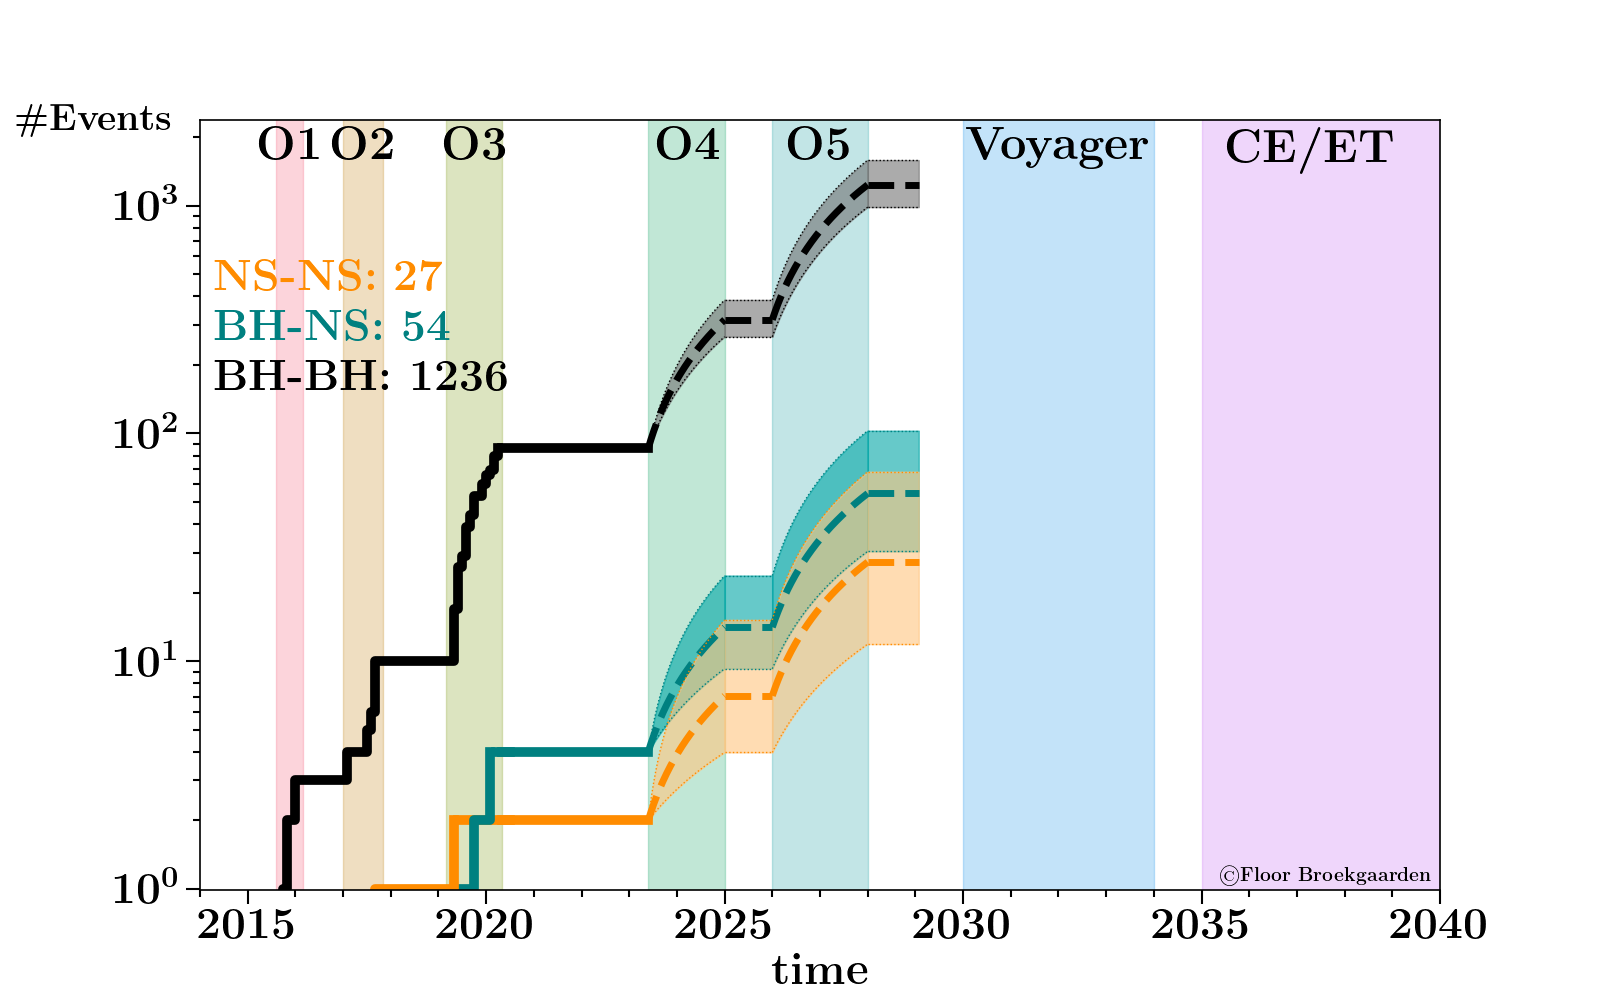 #Events
O1 O2 O3 O4 O5 Voyager CE/ET
10³
NS-NS: 27
BH-NS: 54
BH-BH: 1236
10²
10¹
10⁰
©Floor Broekgaarden
2015 2020 2025 2030 2035 2040
time